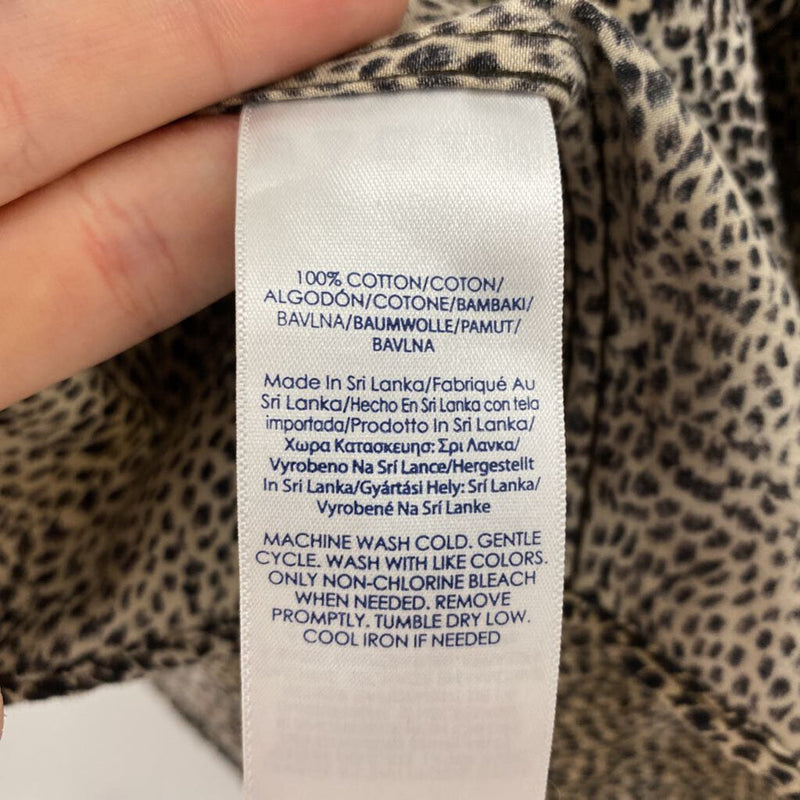 100% COTTON/COTON/
ALGODÓN/COTONE/BAMBAKI/
BAVLNA/BAUMWOLLE/PAMUT/
BAVLNA
Made In Sri Lanka/Fabriqué Au
Sri Lanka/Hecho En Sri Lanka con tela
importada/Prodotto In Sri Lanka/
Χωρα Κατασκευησ: Σρι Λανκα/
Vyrobeno Na Srí Lance/Hergestellt
In Sri Lanka/Gyártási Hely: Srí Lanka/
Vyrobené Na Srí Lanke
MACHINE WASH COLD. GENTLE
CYCLE. WASH WITH LIKE COLORS.
ONLY NON-CHLORINE BLEACH
WHEN NEEDED. REMOVE
PROMPTLY. TUMBLE DRY LOW.
COOL IRON IF NEEDED